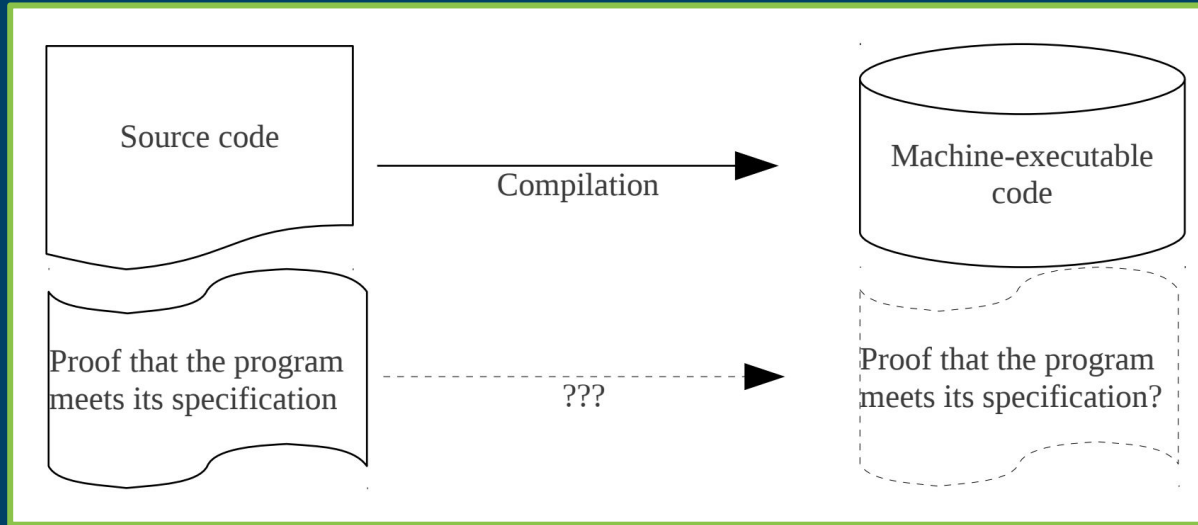 Source code
Compilation
Machine-executable
code
Proof that the program
meets its specification
???
Proof that the program
meets its specification?